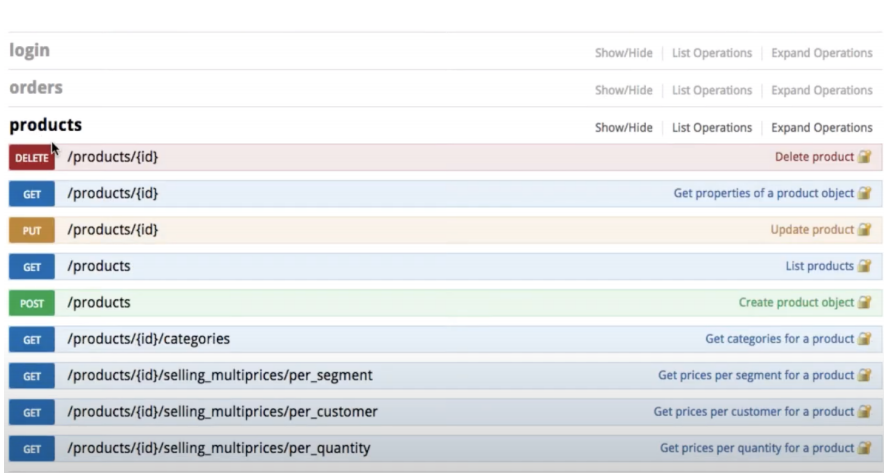 login Show/Hide List Operations Expand Operations
orders Show/Hide List Operations Expand Operations
products Show/Hide List Operations Expand Operations
DELETE /products/{id} Delete product
GET /products/{id} Get properties of a product object
PUT /products/{id} Update product
GET /products List products
POST /products Create product object
GET /products/{id}/categories Get categories for a product
GET /products/{id}/selling_multiprices/per_segment Get prices per segment for a product
GET /products/{id}/selling_multiprices/per_customer Get prices per customer for a product
GET /products/{id}/selling_multiprices/per_quantity Get prices per quantity for a product